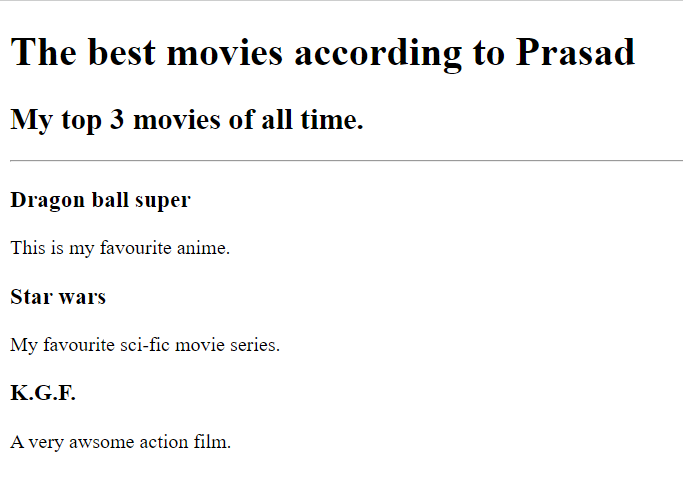 The best movies according to Prasad
My top 3 movies of all time.
Dragon ball super
This is my favourite anime.
Star wars
My favourite sci-fic movie series.
K.G.F.
A very awsome action film.